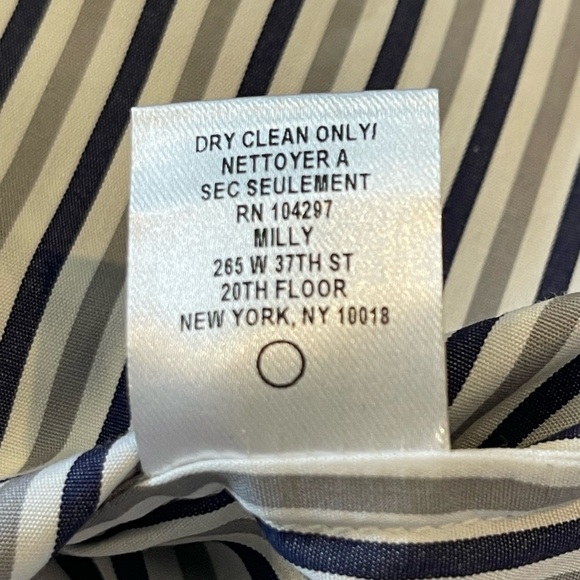 DRY CLEAN ONLY/
NETTOYER A
SEC SEULEMENT
RN 104297
MILLY
265 W 37TH ST
20TH FLOOR
NEW YORK, NY 10018